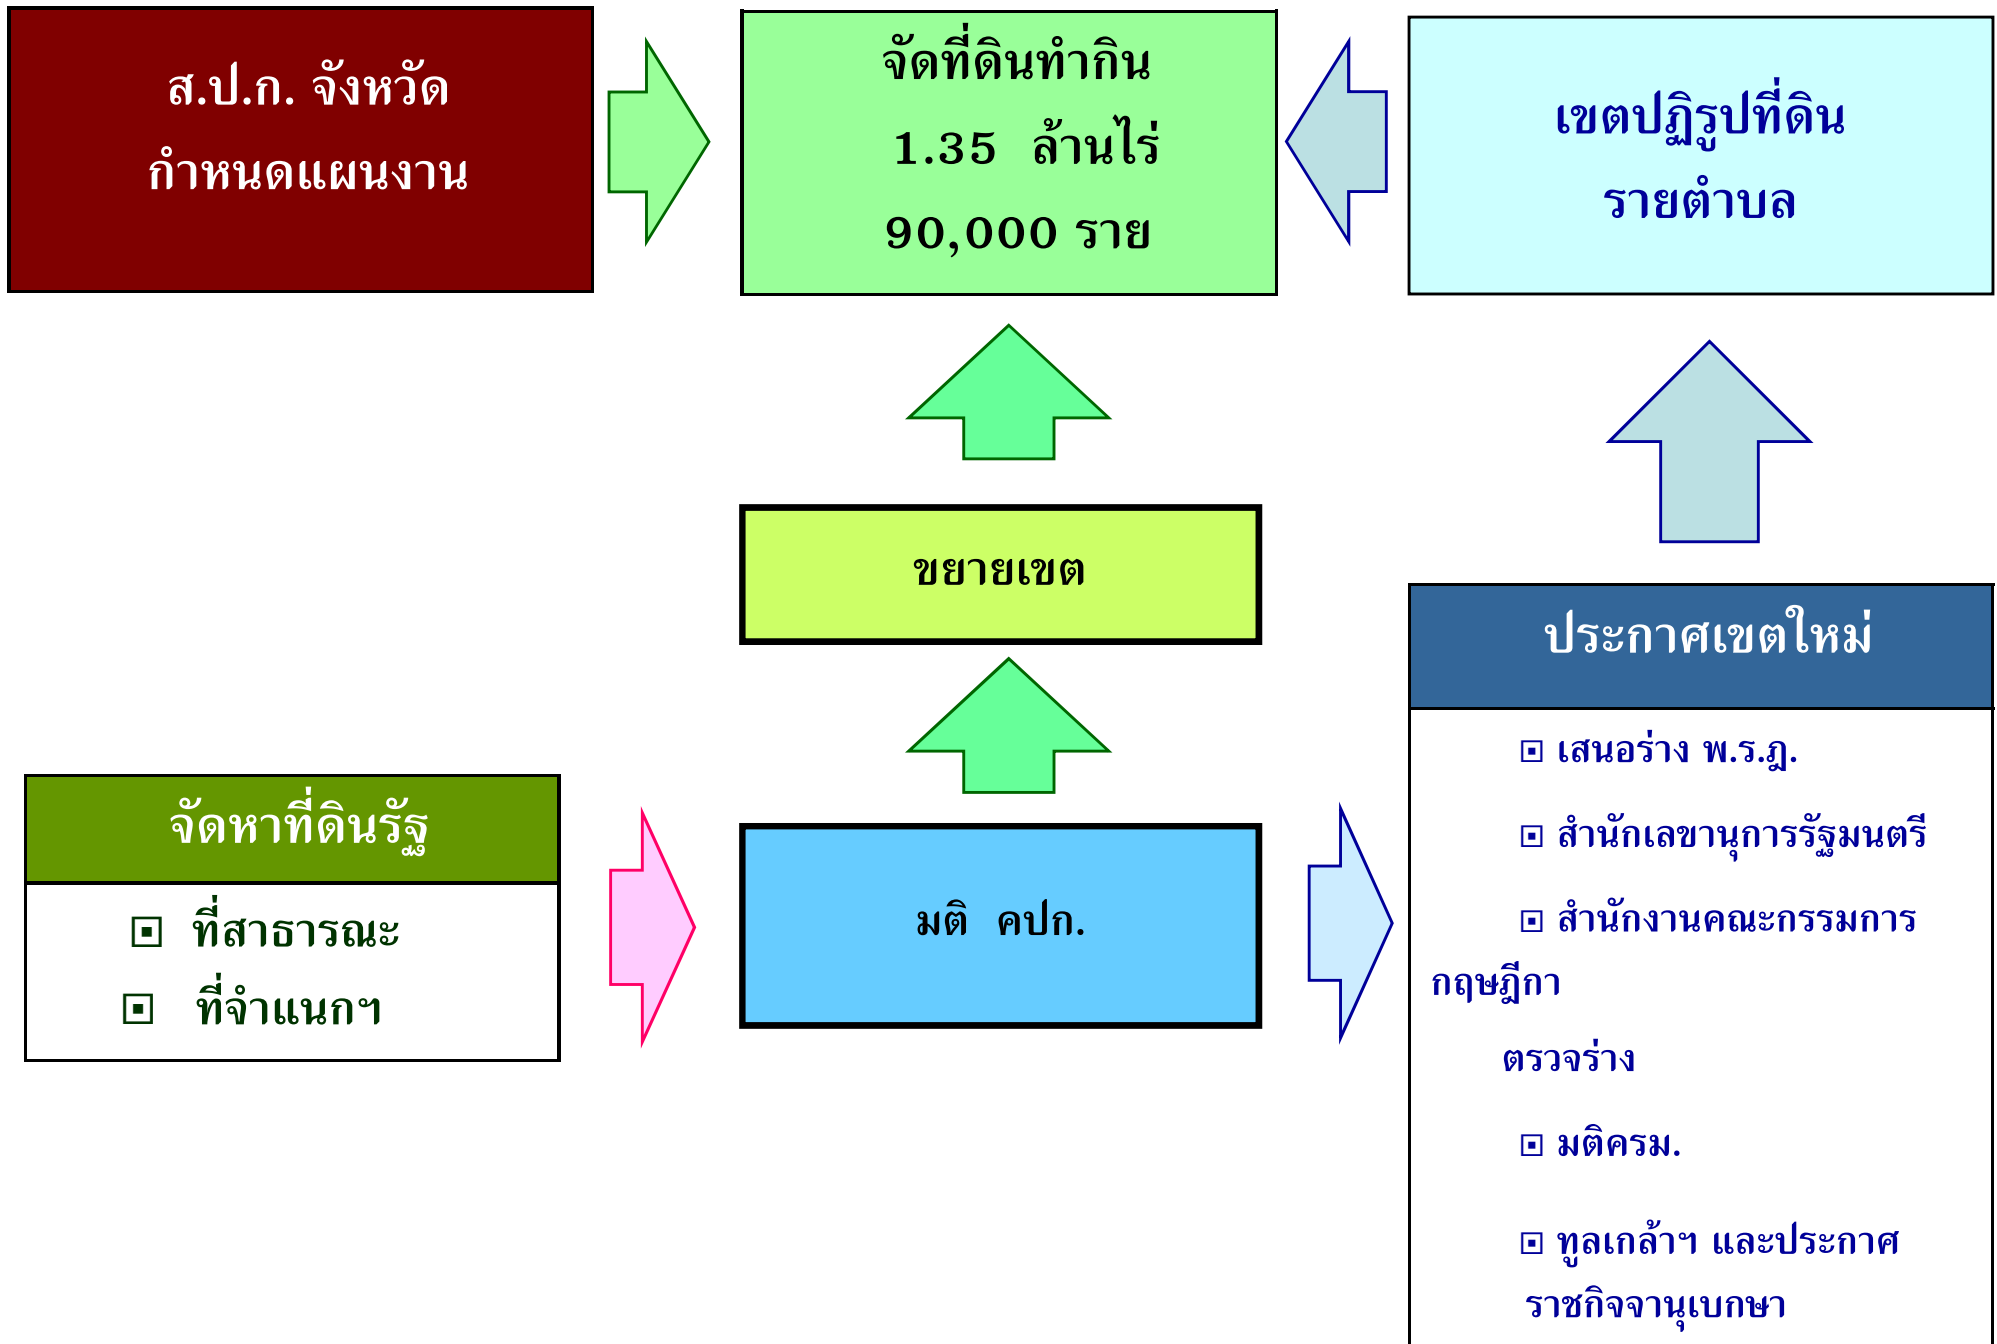 ส.ป.ก. จังหวัด
กำหนดแผนงาน
จัดที่ดินทำกิน
1.35 ล้านไร่
90,000 ราย
เขตปฏิรูปที่ดิน
รายตำบล
ขยายเขต
จัดหาที่ดินรัฐ
ที่สาธารณะ
ที่จำแนกฯ
มติ คปก.
ประกาศเขตใหม่
เสนอร่าง พ.ร.ฎ.
สำนักเลขานุการรัฐมนตรี
สำนักงานคณะกรรมการ
กฤษฎีกา
ตรวจร่าง
มติครม.
ทูลเกล้าฯ และประกาศ
ราชกิจจานุเบกษา